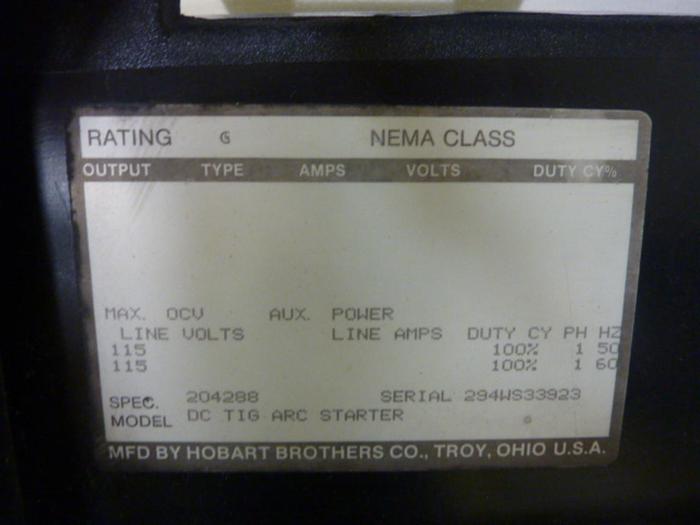 RATING G NEMA CLASS
OUTPUT TYPE AMPS VOLTS DUTY CY%
MAX. OCV AUX. POWER
LINE VOLTS LINE AMPS DUTY CY PH HZ
115 100% 1 50
115 100% 1 60
SPEC. 204288 SERIAL 294WS33923
MODEL DC TIG ARC STARTER
MFD BY HOBART BROTHERS CO., TROY, OHIO U.S.A.